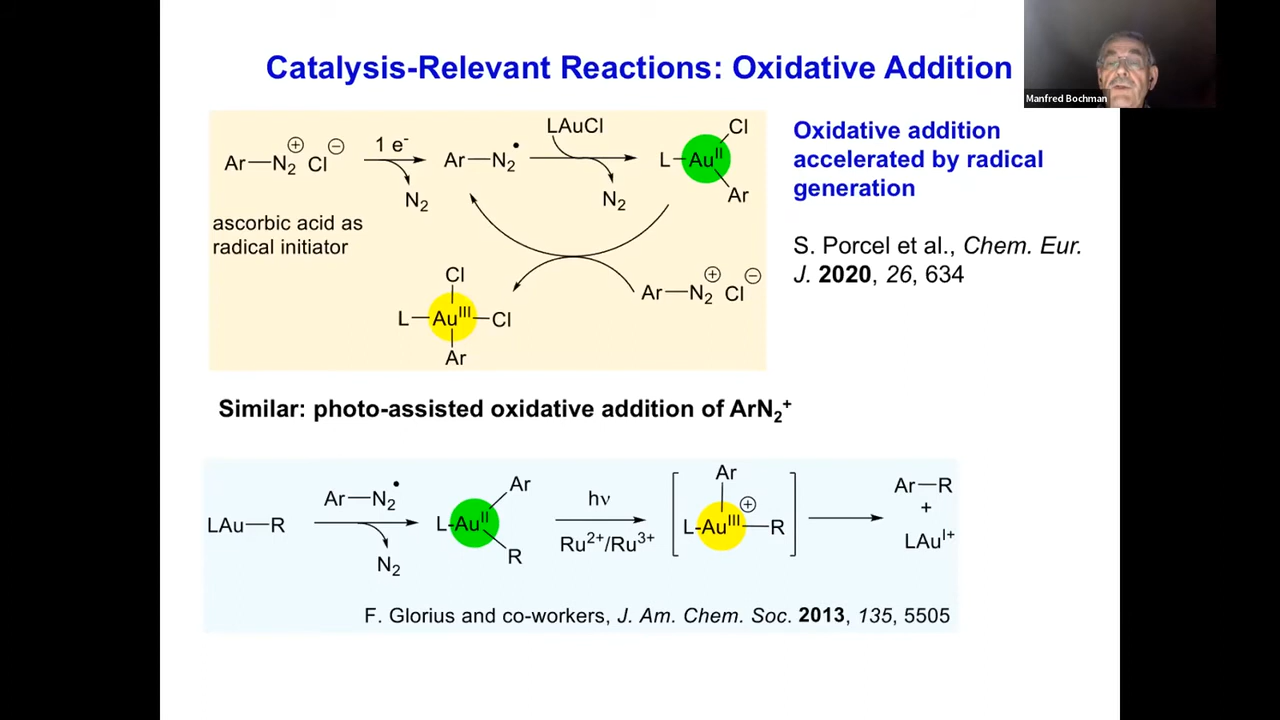 Catalysis-Relevant Reactions: Oxidative Addition
Manfred Bochman
Ar—N₂⊕ Cl⊖
1 e⁻
N₂
Ar—N₂•
LAuCl
N₂
Cl
L–Auᴵᴵ
Ar
ascorbic acid as
radical initiator
Cl
L—Auᴵᴵᴵ—Cl
Ar
Ar—N₂⊕ Cl⊖
Oxidative addition
accelerated by radical
generation
S. Porcel et al., Chem. Eur.
J. 2020, 26, 634
Similar: photo-assisted oxidative addition of ArN₂⁺
LAu—R
Ar—N₂•
N₂
Ar
L-Auᴵᴵ
R
hν
Ru²⁺/Ru³⁺
Ar
⊕
L-Auᴵᴵᴵ—R
Ar—R
+
LAuᴵ⁺
F. Glorius and co-workers, J. Am. Chem. Soc. 2013, 135, 5505